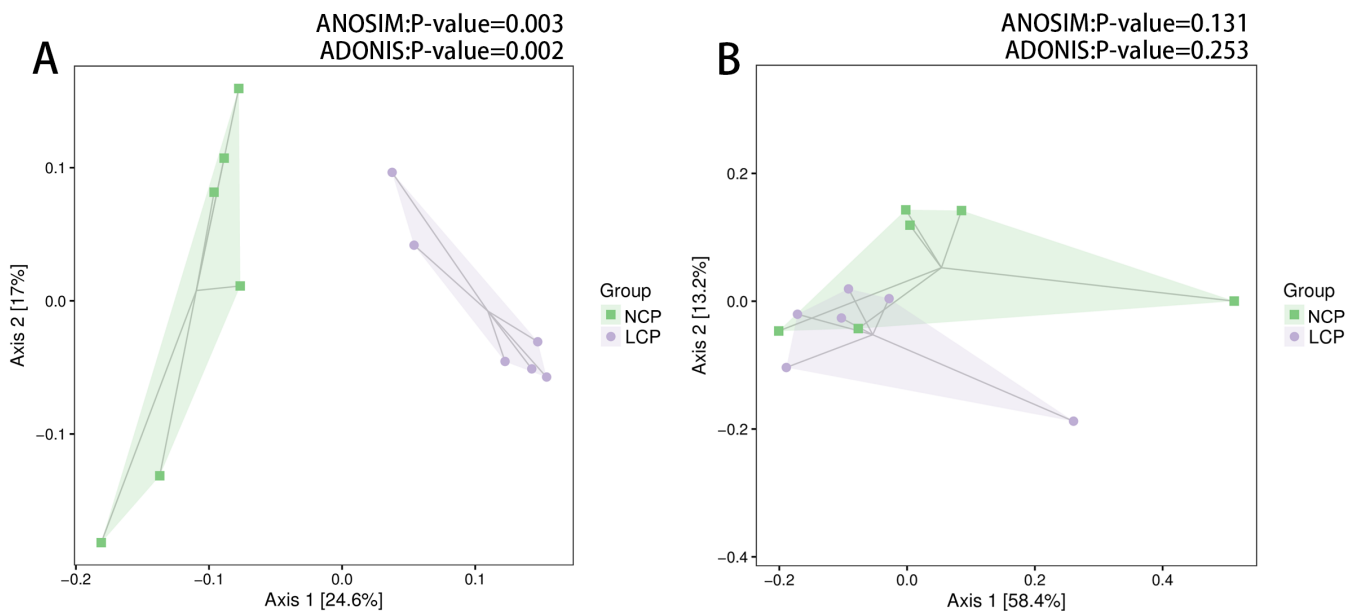 A
ANOSIM:P-value=0.003
ADONIS:P-value=0.002
0.1
0.0
−0.1
Axis 2 [17%]
−0.2
−0.1
0.0
0.1
Axis 1 [24.6%]
Group
NCP
LCP
B
ANOSIM:P-value=0.131
ADONIS:P-value=0.253
0.2
0.0
−0.2
−0.4
Axis 2 [13.2%]
−0.2
0.0
0.2
0.4
Axis 1 [58.4%]
Group
NCP
LCP